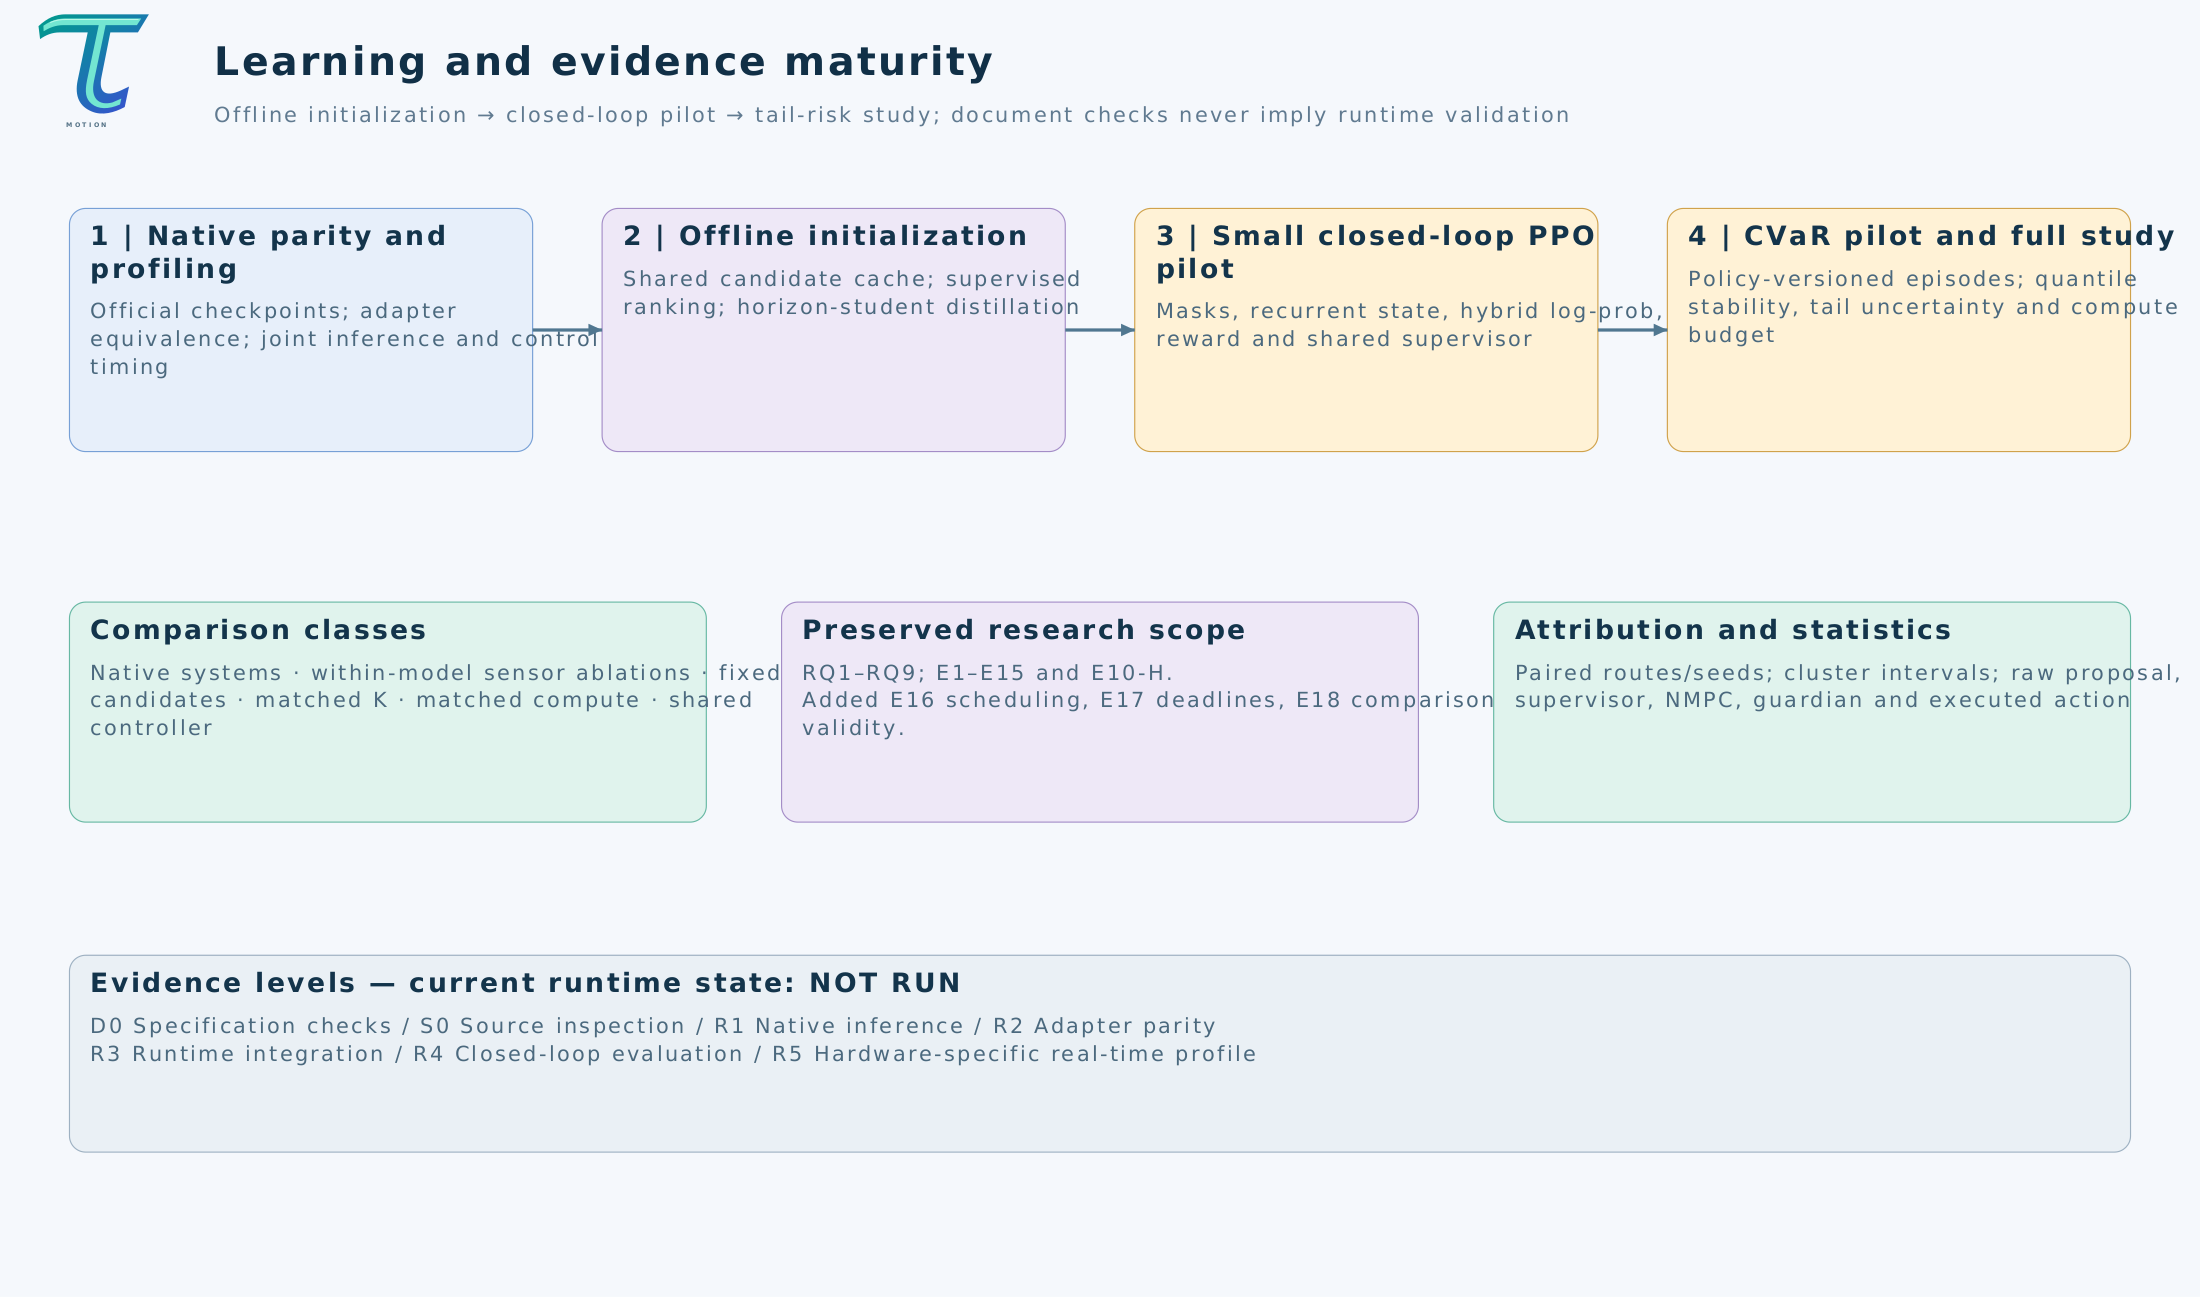 MOTION
Learning and evidence maturity
Offline initialization → closed-loop pilot → tail-risk study; document checks never imply runtime validation
1 | Native parity and
profiling
Official checkpoints; adapter
equivalence; joint inference and control
timing
2 | Offline initialization
Shared candidate cache; supervised
ranking; horizon-student distillation
3 | Small closed-loop PPO
pilot
Masks, recurrent state, hybrid log-prob,
reward and shared supervisor
4 | CVaR pilot and full study
Policy-versioned episodes; quantile
stability, tail uncertainty and compute
budget
Comparison classes
Native systems · within-model sensor ablations · fixed
candidates · matched K · matched compute · shared
controller
Preserved research scope
RQ1–RQ9; E1–E15 and E10-H.
Added E16 scheduling, E17 deadlines, E18 comparison
validity.
Attribution and statistics
Paired routes/seeds; cluster intervals; raw proposal,
supervisor, NMPC, guardian and executed action
Evidence levels — current runtime state: NOT RUN
D0 Specification checks / S0 Source inspection / R1 Native inference / R2 Adapter parity
R3 Runtime integration / R4 Closed-loop evaluation / R5 Hardware-specific real-time profile